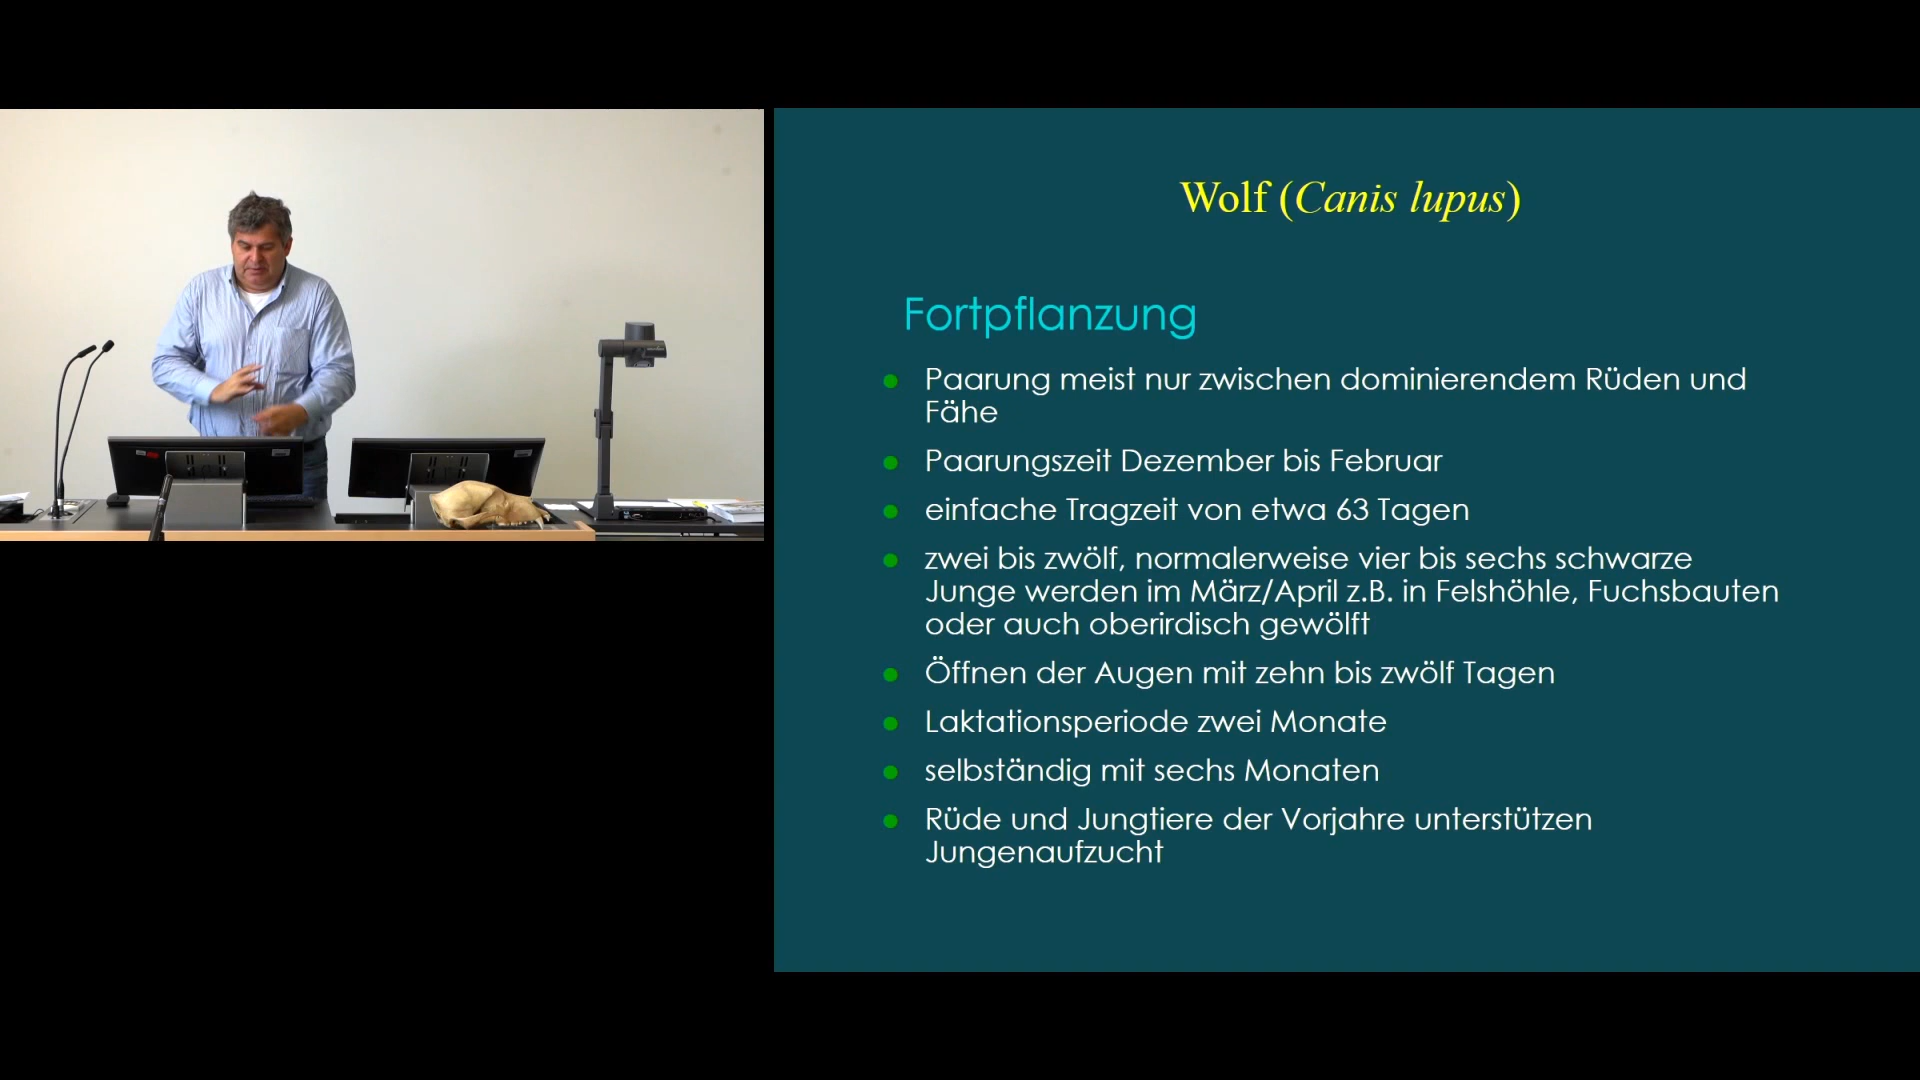 Wolf (Canis lupus)
Fortpflanzung
Paarung meist nur zwischen dominierendem Rüden und
Fähe
Paarungszeit Dezember bis Februar
einfache Tragzeit von etwa 63 Tagen
zwei bis zwölf, normalerweise vier bis sechs schwarze
Junge werden im März/April z.B. in Felshöhle, Fuchsbauten
oder auch oberirdisch gewölft
Öffnen der Augen mit zehn bis zwölf Tagen
Laktationsperiode zwei Monate
selbständig mit sechs Monaten
Rüde und Jungtiere der Vorjahre unterstützen
Jungenaufzucht